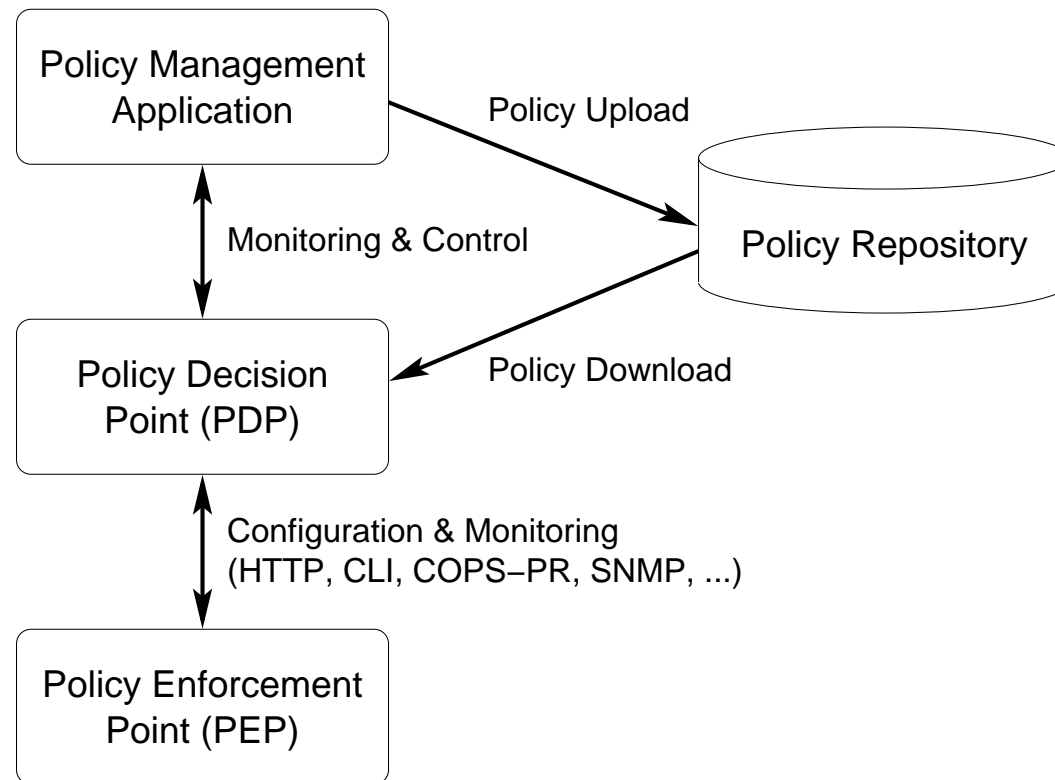 Policy Management
Application
Policy Upload
Policy Repository
Monitoring & Control
Policy Decision
Point (PDP)
Policy Download
Configuration & Monitoring
(HTTP, CLI, COPS−PR, SNMP, ...)
Policy Enforcement
Point (PEP)